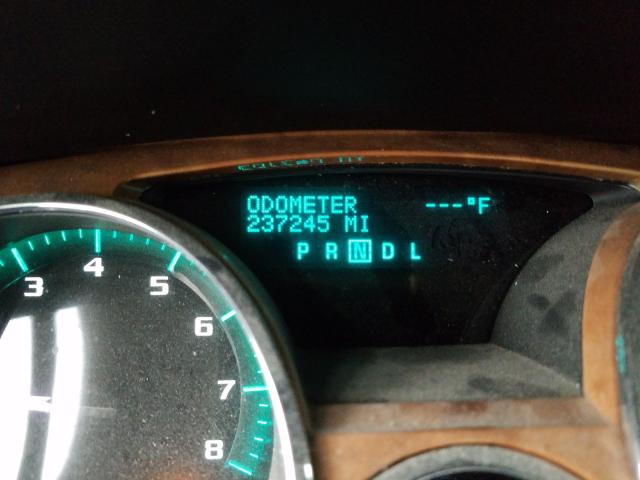 ODOMETER ---°F
237245 MI
P R N D L
3 4 5 6 7 8